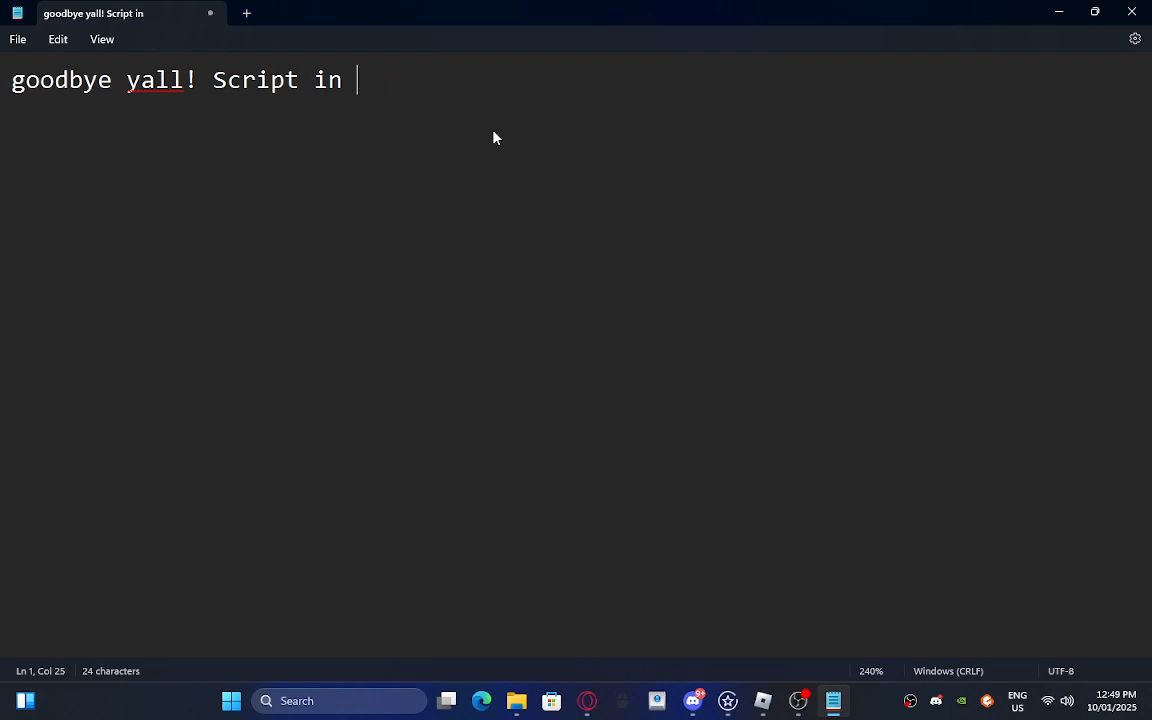 goodbye yall! Script in
File Edit View
goodbye yall! Script in
Ln 1, Col 25 24 characters 240% Windows (CRLF) UTF-8
Search
9+
ENG
US
12:49 PM
10/01/2025